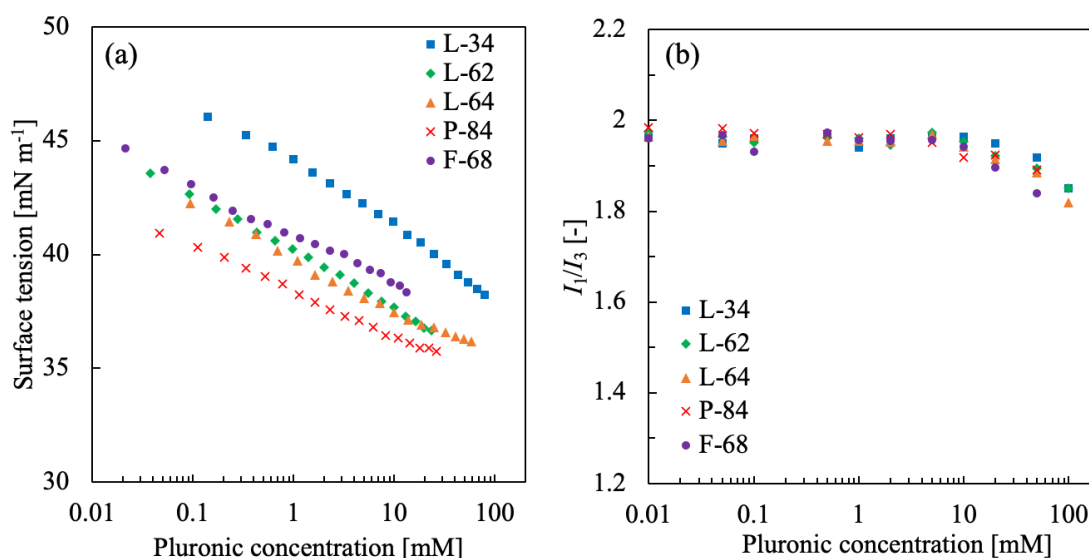 (a)
L-34
L-62
L-64
P-84
F-68
50
45
40
35
30
0.01 0.1 1 10 100
Surface tension [mN m-1]
Pluronic concentration [mM]
(b)
2.2
2
1.8
1.6
1.4
1.2
L-34
L-62
L-64
P-84
F-68
0.01 0.1 1 10 100
I1/I3 [-]
Pluronic concentration [mM]